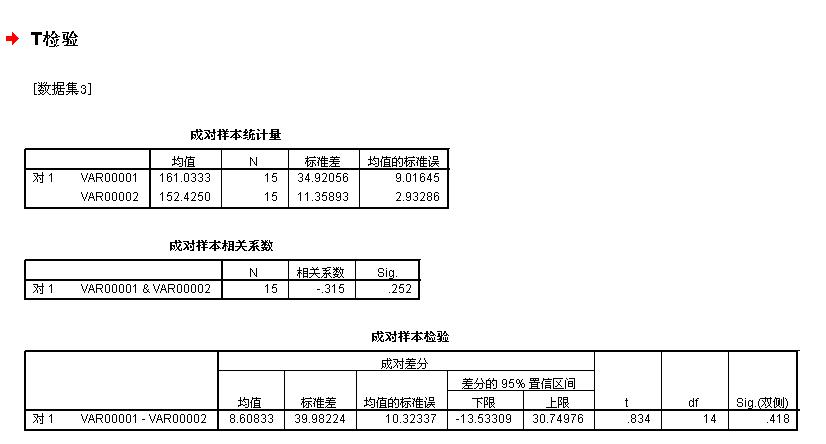 T检验
[数据集3]
成对样本统计量
均值 N 标准差 均值的标准误
对 1 VAR00001 161.0333 15 34.92056 9.01645
VAR00002 152.4250 15 11.35893 2.93286
成对样本相关系数
N 相关系数 Sig.
对 1 VAR00001 & VAR00002 15 -.315 .252
成对样本检验
成对差分
差分的 95% 置信区间
均值 标准差 均值的标准误 下限 上限 t df Sig.(双侧)
对 1 VAR00001 - VAR00002 8.60833 39.98224 10.32337 -13.53309 30.74976 .834 14 .418